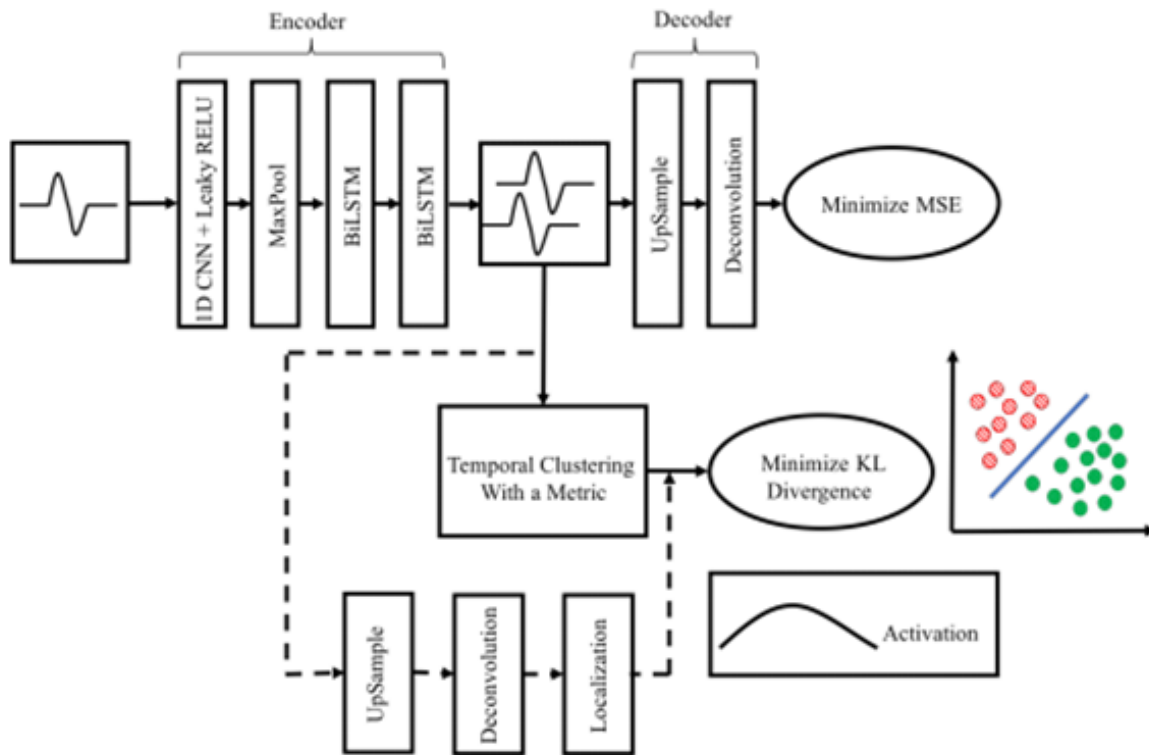 Encoder
Decoder
1D CNN + Leaky RELU
MaxPool
BiLSTM
BiLSTM
UpSample
Deconvolution
Minimize MSE
Temporal Clustering
With a Metric
Minimize KL
Divergence
UpSample
Deconvolution
Localization
Activation